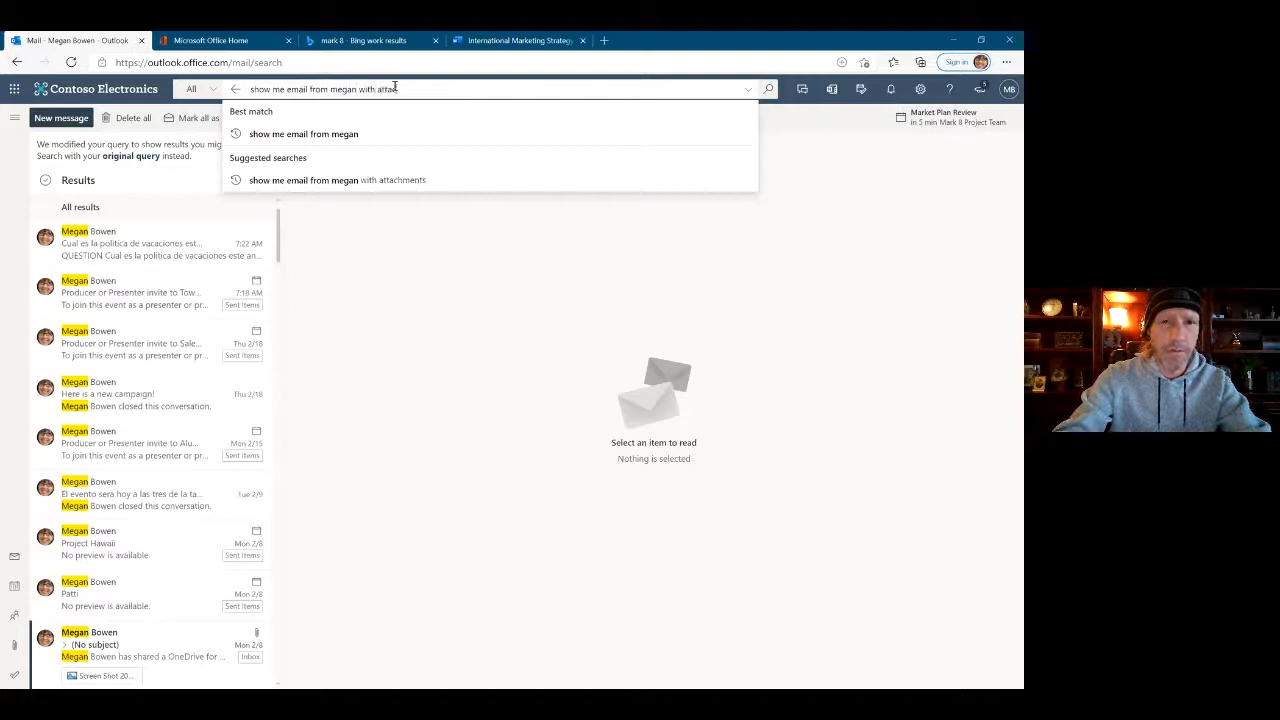 Mail - Megan Bowen - Outlook
Microsoft Office Home
mark 8 - Bing work results
International Marketing Strategy
https://outlook.office.com/mail/search
Sign in
Contoso Electronics
All
show me email from megan with attac
MB
Best match
show me email from megan
Suggested searches
show me email from megan with attachments
New message
Delete all
Mark all as
Market Plan Review
in 5 min Mark 8 Project Team
We modified your query to show results you mig
Search with your original query instead.
Results
All results
Megan Bowen
Cual es la politica de vacaciones est...
7:22 AM
QUESTION Cual es la politica de vacaciones este an...
Megan Bowen
Producer or Presenter invite to Tow...
7:18 AM
To join this event as a presenter or pr...
Sent Items
Megan Bowen
Producer or Presenter invite to Sale...
Thu 2/18
To join this event as a presenter or pr...
Sent Items
Megan Bowen
Here is a new campaign!
Thu 2/18
Megan Bowen closed this conversation.
Megan Bowen
Producer or Presenter invite to Alu...
Mon 2/15
To join this event as a presenter or pr...
Sent Items
Megan Bowen
El evento sera hoy a las tres de la ta...
Tue 2/9
Megan Bowen closed this conversation.
Megan Bowen
Project Hawaii
Mon 2/8
No preview is available.
Sent Items
Megan Bowen
Patti
Mon 2/8
No preview is available.
Sent Items
Megan Bowen
(No subject)
Mon 2/8
Megan Bowen has shared a OneDrive for ...
Inbox
Screen Shot 20...
Select an item to read
Nothing is selected